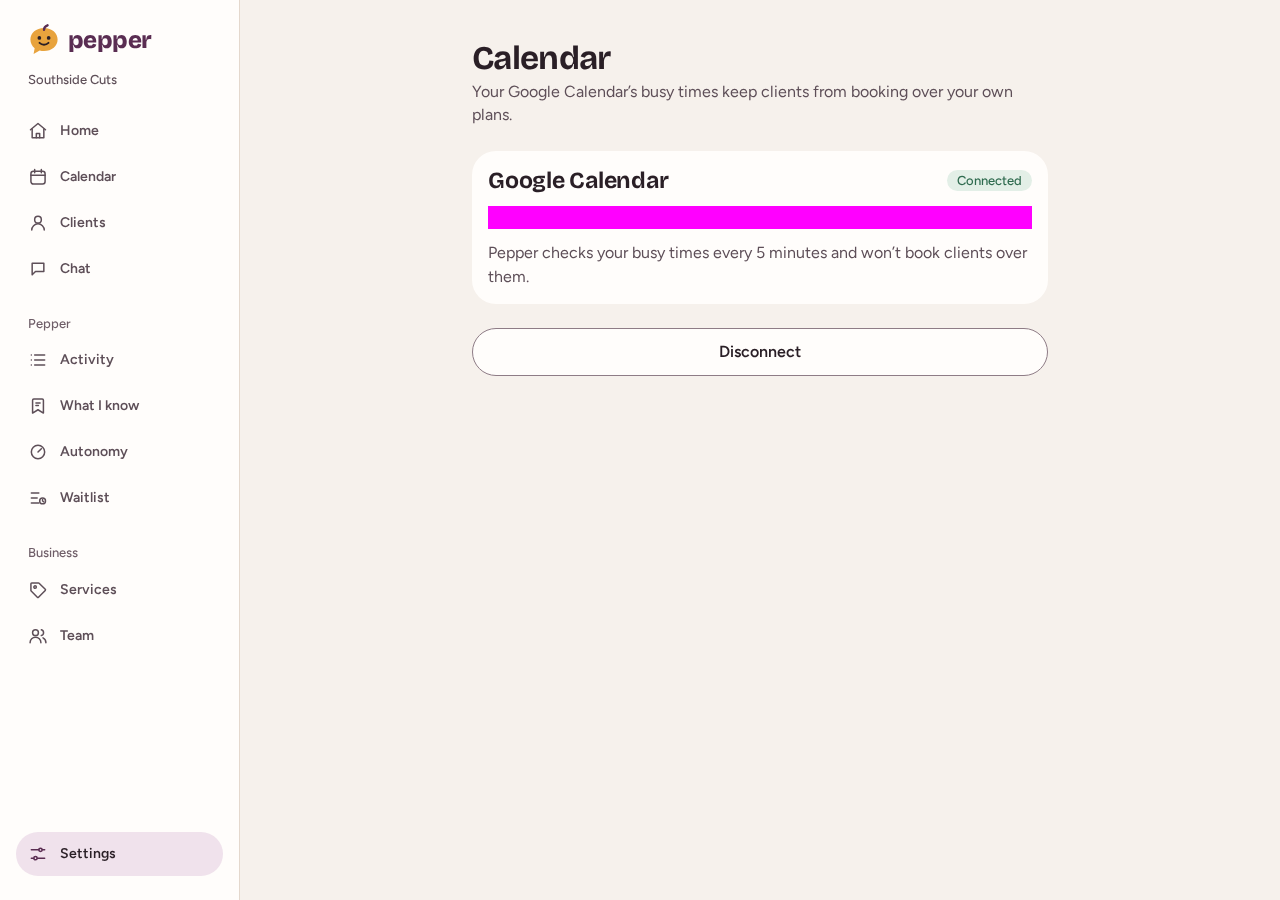 pepper
Southside Cuts
Home
Calendar
Clients
Chat
Pepper
Activity
What I know
Autonomy
Waitlist
Business
Services
Team
Settings
Calendar
Your Google Calendar’s busy times keep clients from booking over your own
plans.
Google Calendar
Connected
Pepper checks your busy times every 5 minutes and won’t book clients over
them.
Disconnect